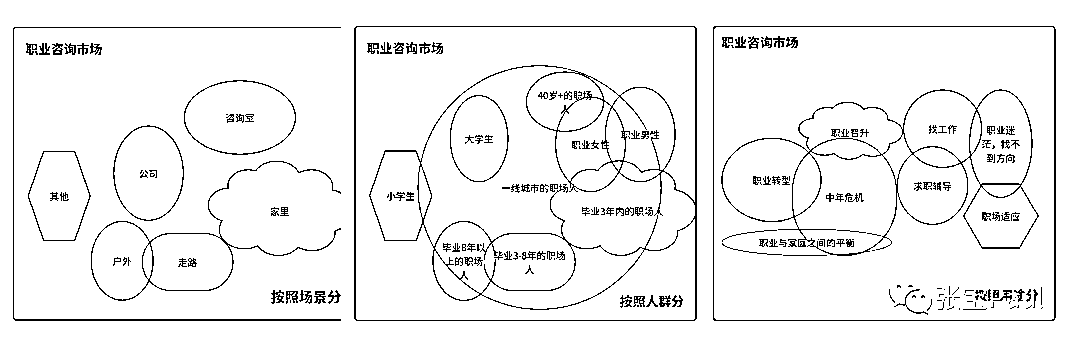 职业咨询市场
咨询室
公司
其他
家里
户外
走路
按照场景分
职业咨询市场
40岁+的职场
人
大学生
职业男性
职业女性
一线城市的职场人
小学生
毕业3年内的职场人
毕业8年以
上的职场
人
毕业3-8年的职场
人
按照人群分
职业咨询市场
职业晋升
找工作
职业迷
茫，找不
到方向
职业转型
求职辅导
中年危机
职场适应
职业与家庭之间的平衡